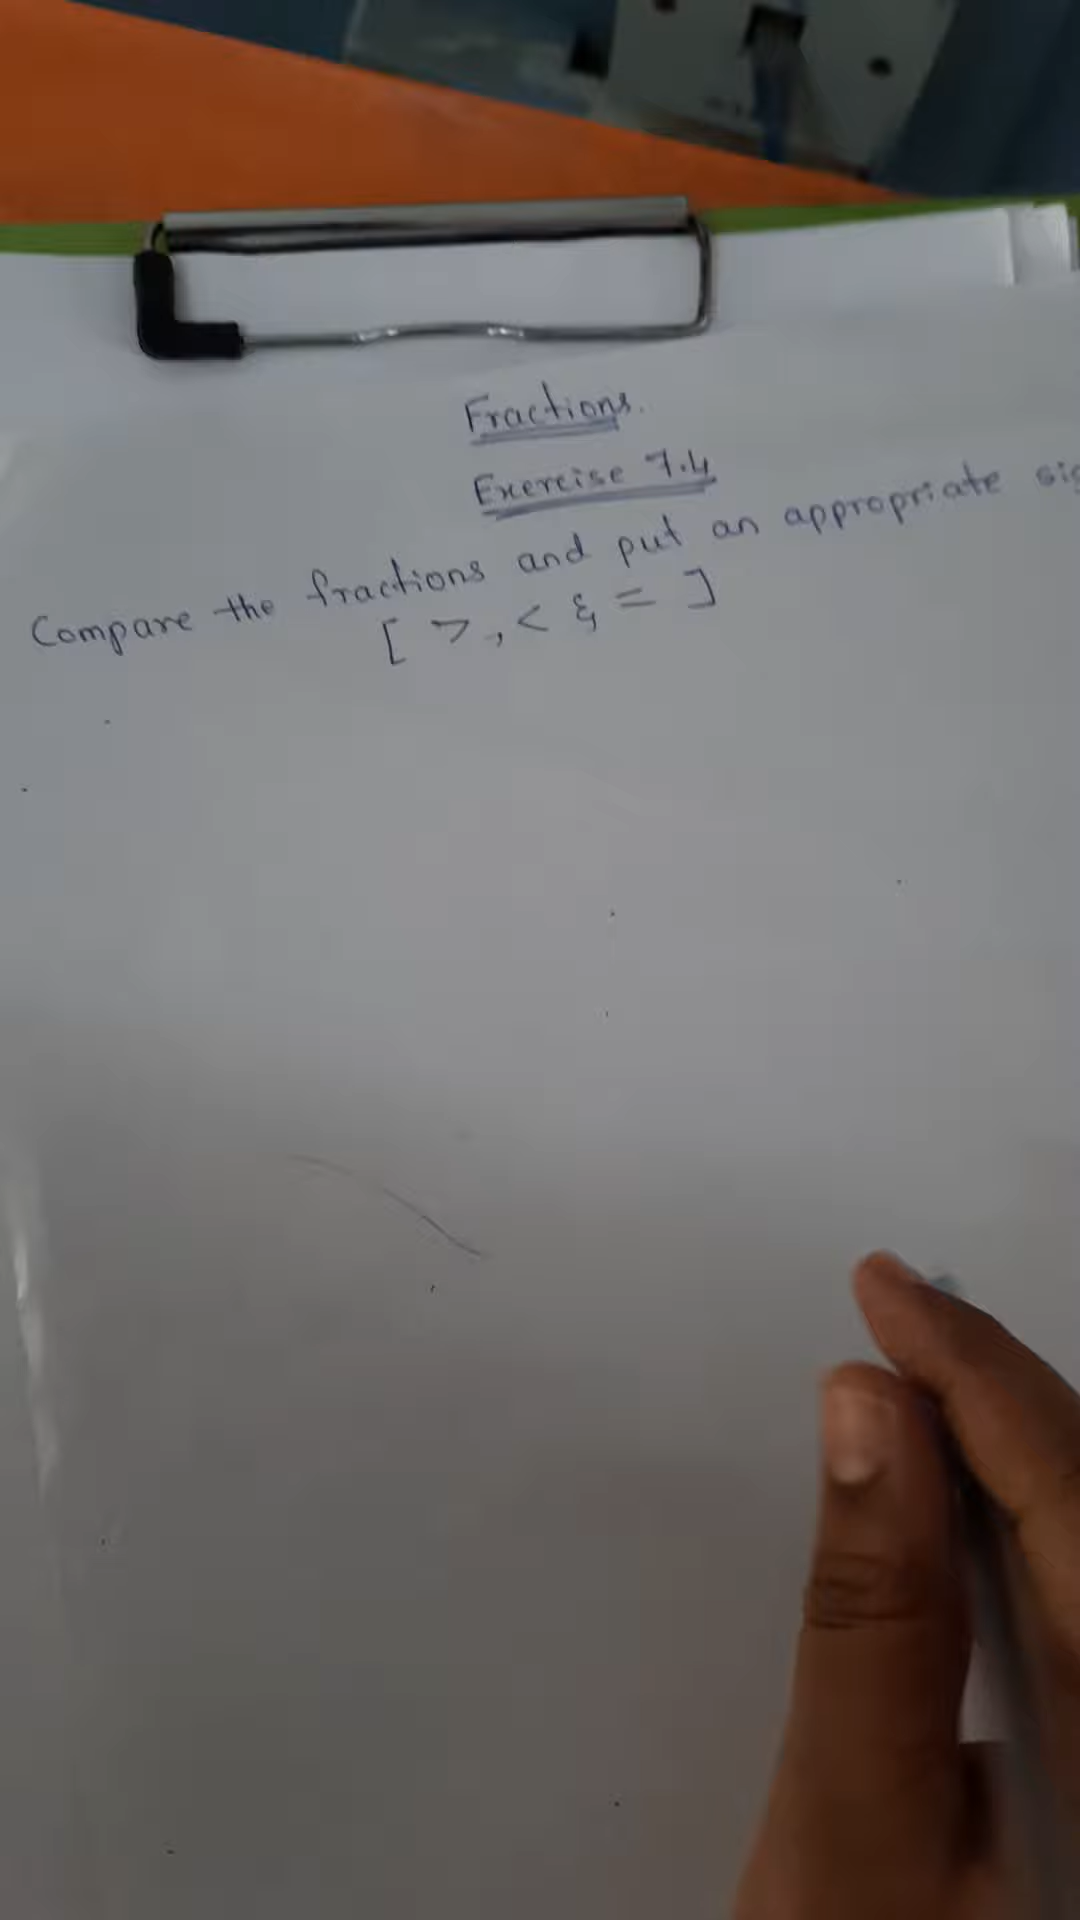 Fractions.
Exercise 7.4
Compare the fractions and put an appropriate
[ >, < & = ]